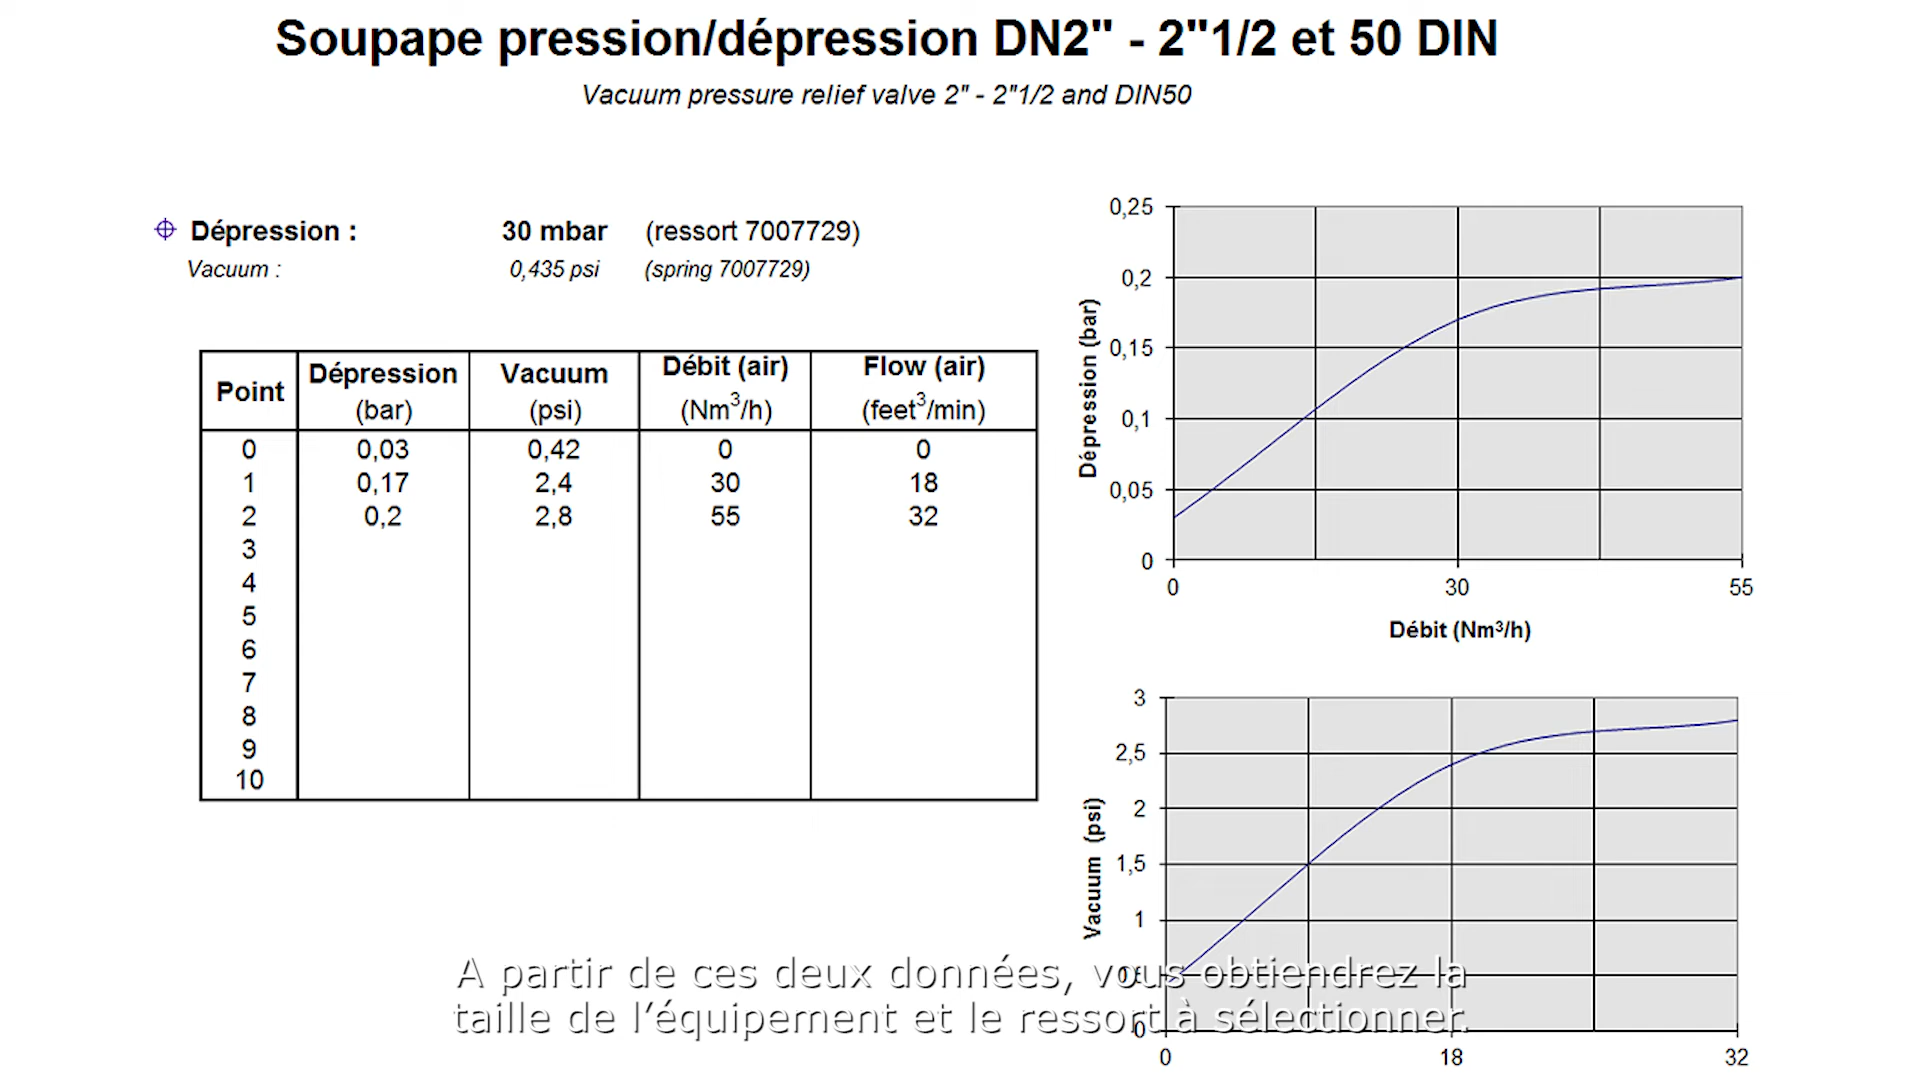 Soupape pression/dépression DN2" - 2"1/2 et 50 DIN
Vacuum pressure relief valve 2" - 2"1/2 and DIN50
Dépression : 30 mbar (ressort 7007729)
Vacuum : 0,435 psi (spring 7007729)
Point Dépression (bar) Vacuum (psi) Débit (air) (Nm³/h) Flow (air) (feet³/min)
0 0,03 0,42 0 0
1 0,17 2,4 30 18
2 0,2 2,8 55 32
3
4
5
6
7
8
9
10
0,25
0,2
0,15
0,1
0,05
0
Dépression (bar)
0 30 55
Débit (Nm³/h)
3
2,5
2
1,5
1
0,5
0
Vacuum (psi)
0 18 32
A partir de ces deux données, vous obtiendrez la
taille de l’équipement et le ressort à sélectionner.